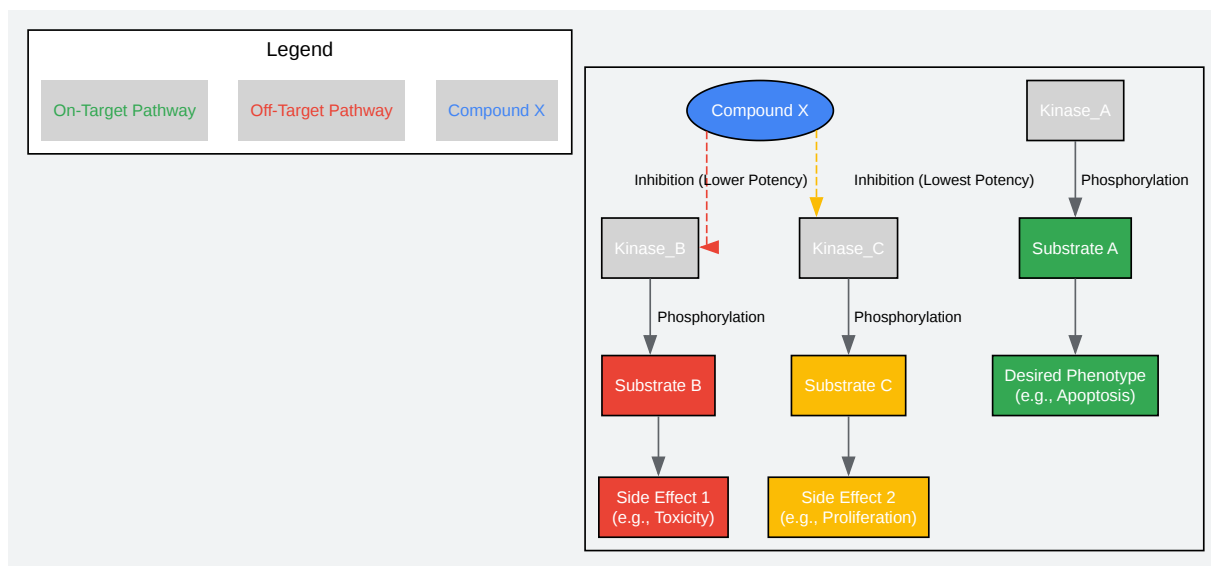 Legend
On-Target Pathway
Off-Target Pathway
Compound X
Compound X
Kinase_A
Inhibition (Lower Potency)
Inhibition (Lowest Potency)
Phosphorylation
Kinase_B
Kinase_C
Substrate A
Phosphorylation
Phosphorylation
Substrate B
Substrate C
Desired Phenotype
(e.g., Apoptosis)
Side Effect 1
(e.g., Toxicity)
Side Effect 2
(e.g., Proliferation)